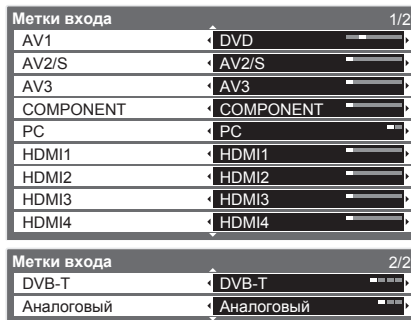 Метки входа 1/2
AV1 DVD
AV2/S AV2/S
AV3 AV3
COMPONENT COMPONENT
PC PC
HDMI1 HDMI1
HDMI2 HDMI2
HDMI3 HDMI3
HDMI4 HDMI4
Метки входа 2/2
DVB-T DVB-T
Аналоговый Аналоговый